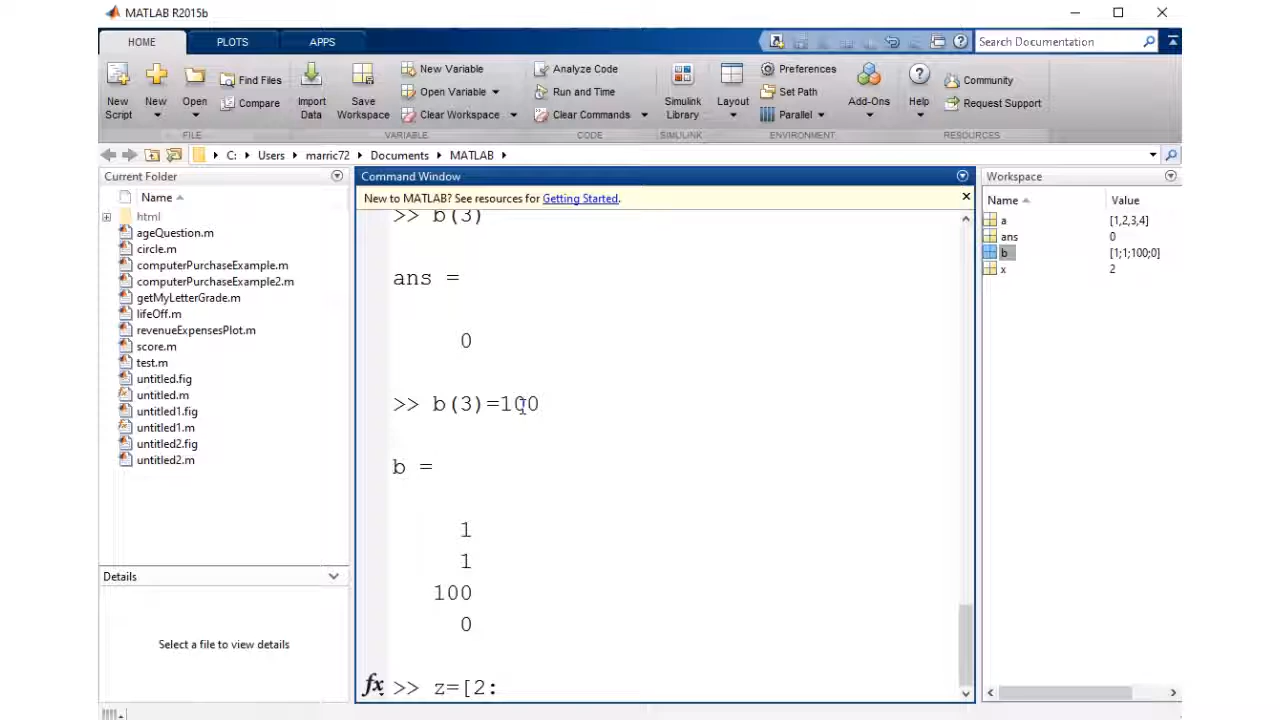 MATLAB R2015b
HOME PLOTS APPS
Search Documentation
New Script
New
Open
Find Files
Compare
Import Data
Save Workspace
New Variable
Open Variable
Clear Workspace
Analyze Code
Run and Time
Clear Commands
Simulink Library
Layout
Preferences
Set Path
Parallel
Add-Ons
Help
Community
Request Support
FILE VARIABLE CODE SIMULINK ENVIRONMENT RESOURCES
C: Users marric72 Documents MATLAB
Current Folder
Name
html
ageQuestion.m
circle.m
computerPurchaseExample.m
computerPurchaseExample2.m
getMyLetterGrade.m
lifeOff.m
revenueExpensesPlot.m
score.m
test.m
untitled.fig
untitled.m
untitled1.fig
untitled1.m
untitled2.fig
untitled2.m
Details
Select a file to view details
Command Window
New to MATLAB? See resources for Getting Started.
>> b(3)
ans =
0
>> b(3)=100
b =
1
1
100
0
fx >> z=[2:
Workspace
Name Value
a [1,2,3,4]
ans 0
b [1;1;100;0]
x 2